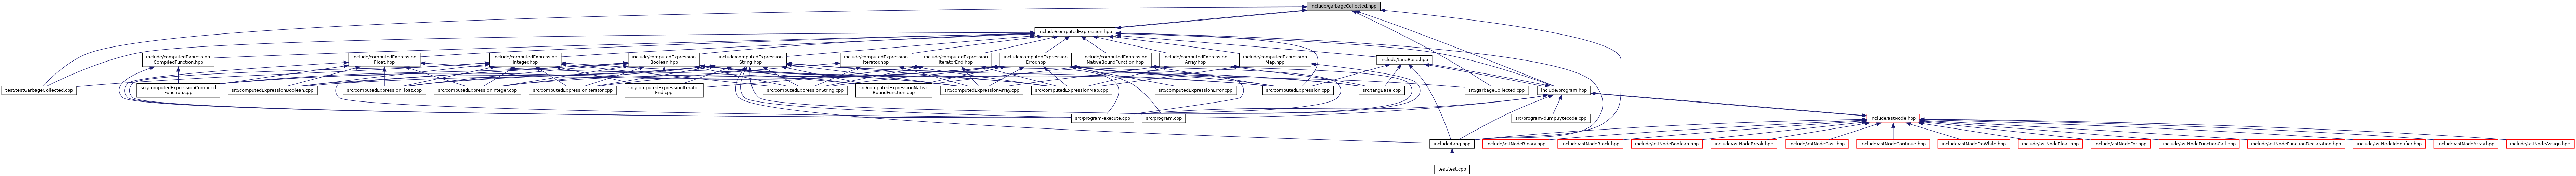 include/garbageCollected.hpp
include/computedExpression.hpp
include/computedExpression
CompiledFunction.hpp
include/computedExpression
Float.hpp
include/computedExpression
Integer.hpp
include/computedExpression
Boolean.hpp
include/computedExpression
String.hpp
include/computedExpression
Iterator.hpp
include/computedExpression
IteratorEnd.hpp
include/computedExpression
Error.hpp
include/computedExpression
NativeBoundFunction.hpp
include/computedExpression
Array.hpp
include/computedExpression
Map.hpp
include/tangBase.hpp
test/testGarbageCollected.cpp
src/computedExpressionCompiled
Function.cpp
src/computedExpressionBoolean.cpp
src/computedExpressionFloat.cpp
src/computedExpressionInteger.cpp
src/computedExpressionIterator.cpp
src/computedExpressionIterator
End.cpp
src/computedExpressionString.cpp
src/computedExpressionNative
BoundFunction.cpp
src/computedExpressionArray.cpp
src/computedExpressionMap.cpp
src/computedExpressionError.cpp
src/computedExpression.cpp
src/tangBase.cpp
src/garbageCollected.cpp
include/program.hpp
src/program-execute.cpp
src/program.cpp
src/program-dumpBytecode.cpp
include/astNode.hpp
include/tang.hpp
include/astNodeBinary.hpp
include/astNodeBlock.hpp
include/astNodeBoolean.hpp
include/astNodeBreak.hpp
include/astNodeCast.hpp
include/astNodeContinue.hpp
include/astNodeDoWhile.hpp
include/astNodeFloat.hpp
include/astNodeFor.hpp
include/astNodeFunctionCall.hpp
include/astNodeFunctionDeclaration.hpp
include/astNodeIdentifier.hpp
include/astNodeArray.hpp
include/astNodeAssign.hpp
test/test.cpp